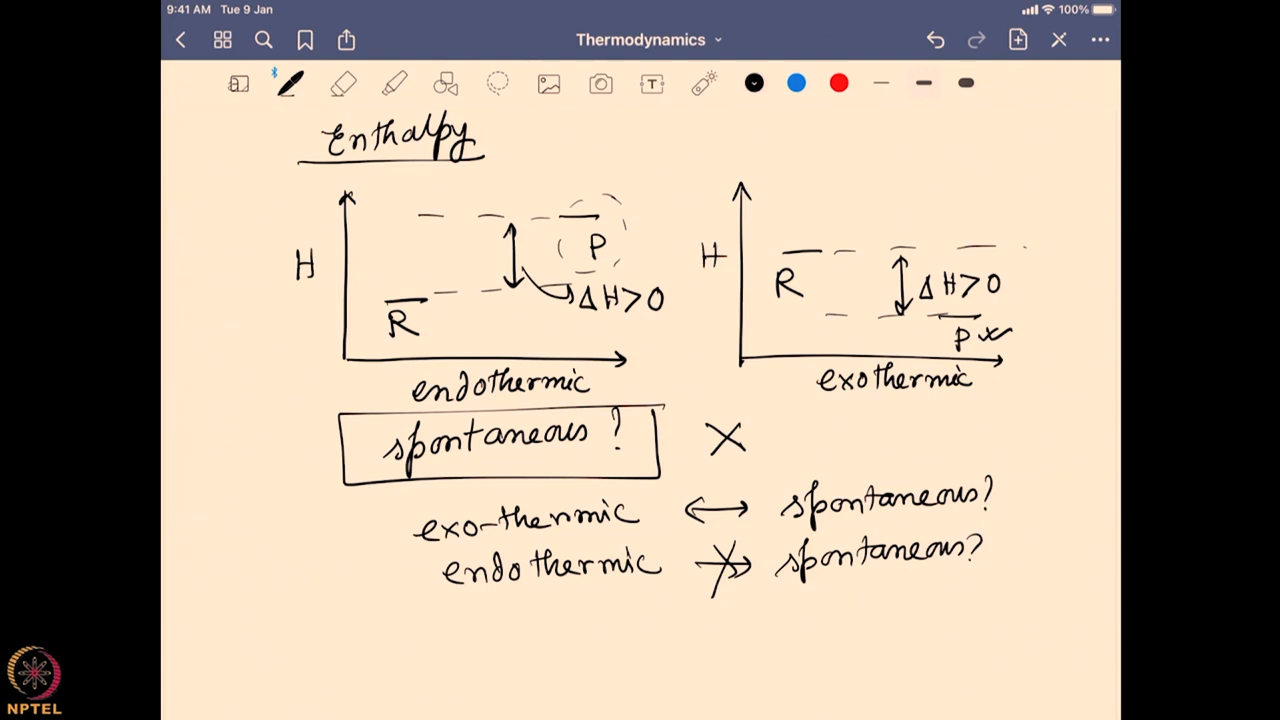 9:41 AM Tue 9 Jan
100%
Thermodynamics
T
Enthalpy
H
P
R
ΔH>0
endothermic
H
R
ΔH>0
P
exothermic
spontaneous ?
exo-thermic ↔ spontaneous?
endothermic → spontaneous?
NPTEL